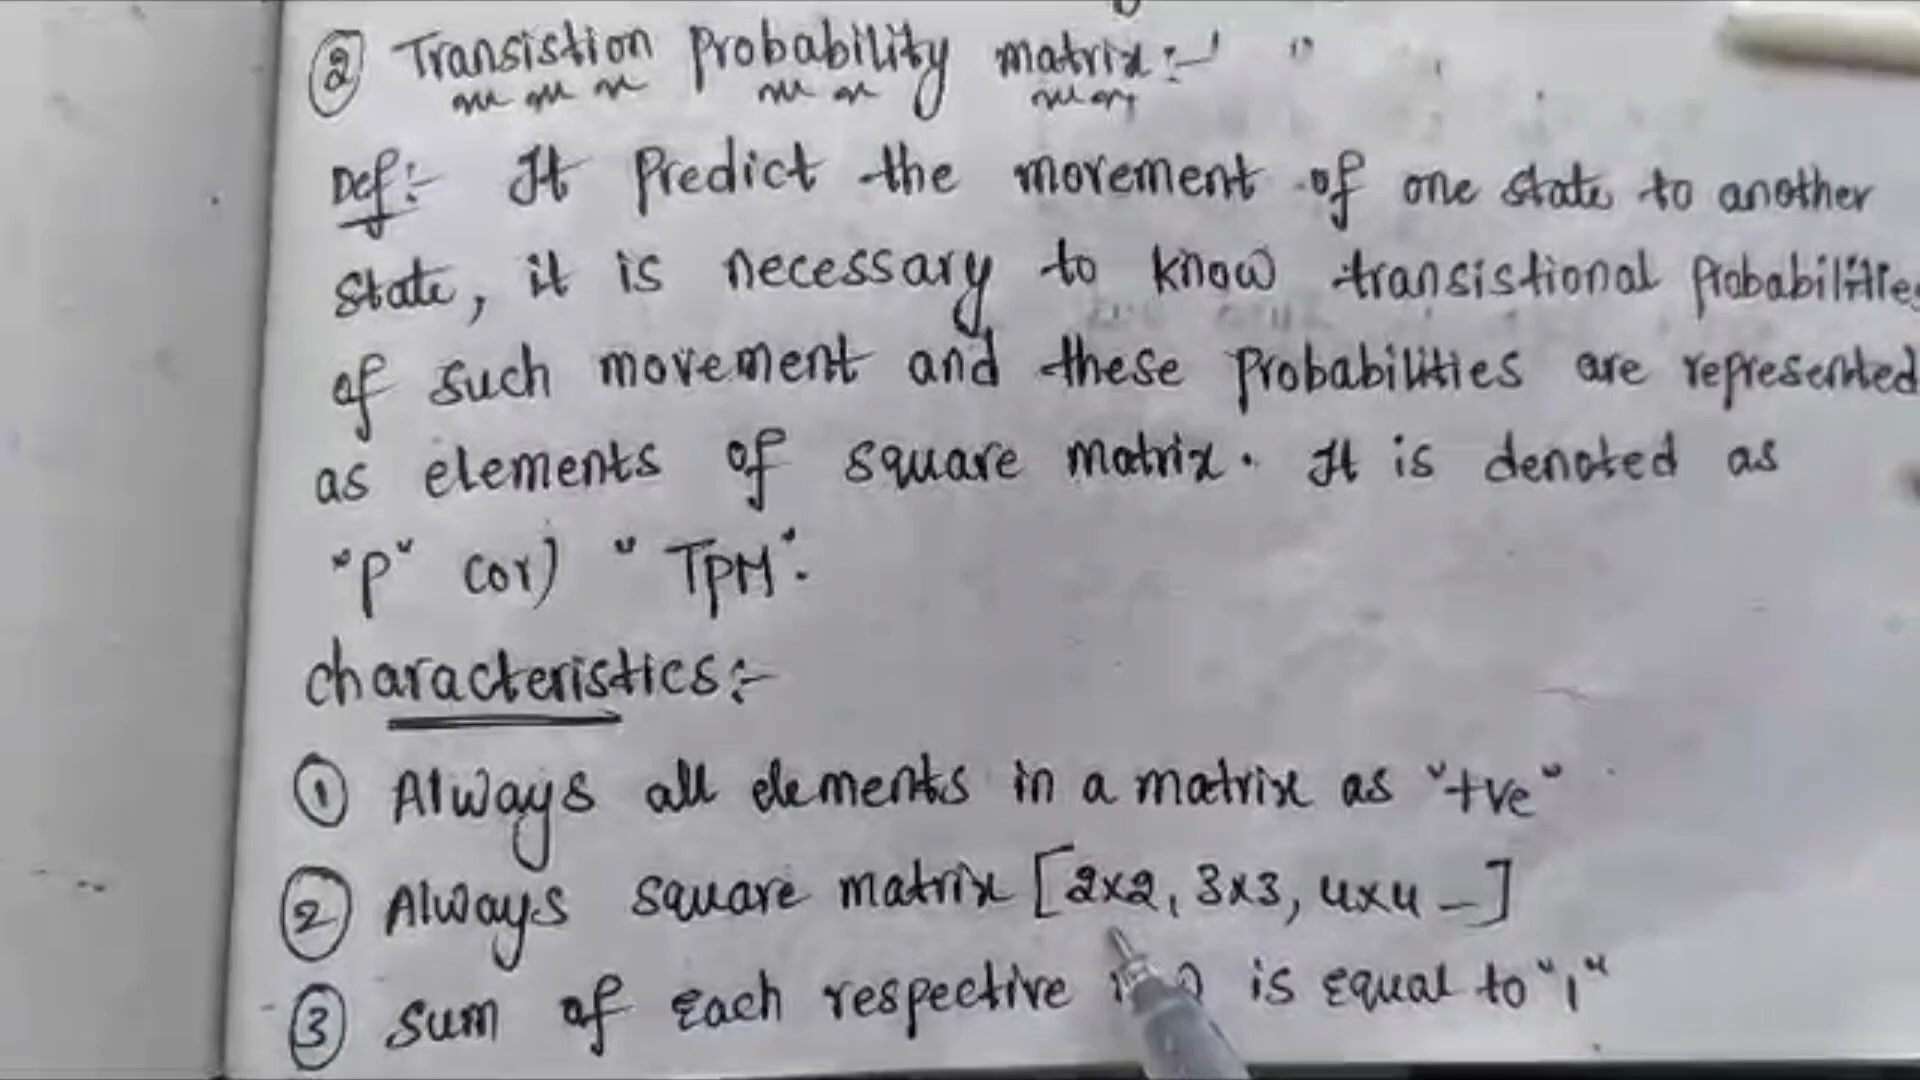 ② Transistion Probability matrix:-
Def:- It Predict the movement of one state to another
state, it is necessary to know transistional Probabilities
of such movement and these Probabilities are represented
as elements of square matrix. It is denoted as
"P" (or) "TPM".
characteristics:-
① Always all elements in a matrix as "+ve"
② Always square matrix [2x2, 3x3, 4x4 -]
③ sum of Each respective is Equal to "1"